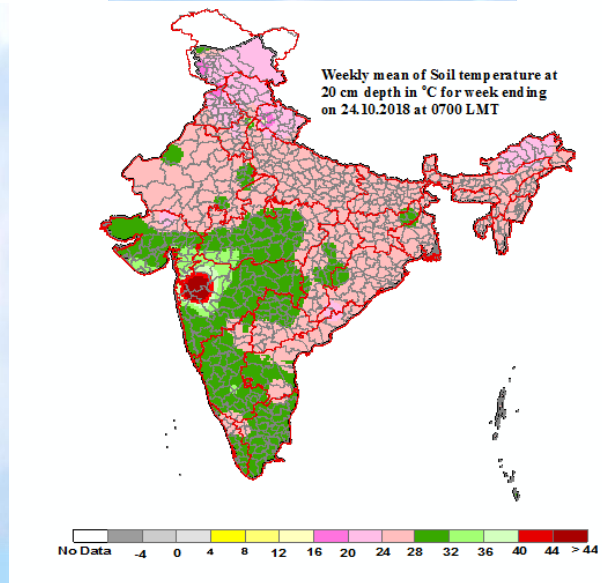 Weekly mean of Soil temperature at
20 cm depth in °C for week ending
on 24.10.2018 at 0700 LMT
No Data -4 0 4 8 12 16 20 24 28 32 36 40 44 > 44